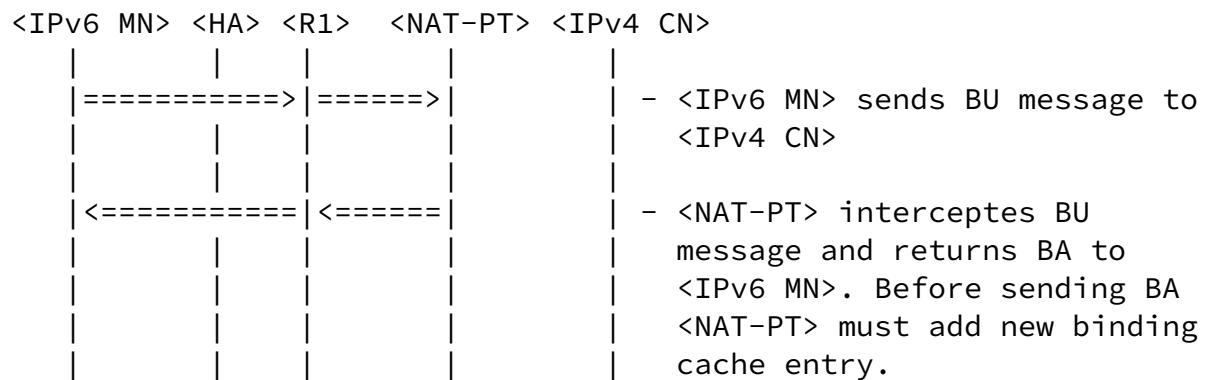 <IPv6 MN> <HA> <R1> <NAT-PT> <IPv4 CN>
|===========>|======>| | - <IPv6 MN> sends BU message to
<IPv4 CN>
|<===========|<======| | - <NAT-PT> interceptes BU
message and returns BA to
<IPv6 MN>. Before sending BA
<NAT-PT> must add new binding
cache entry.